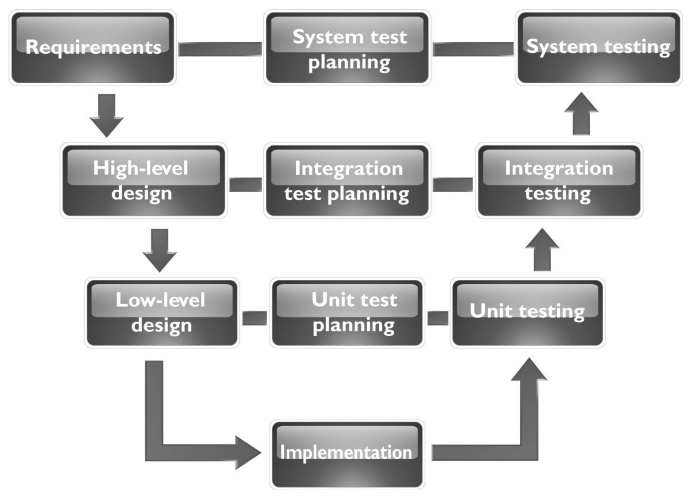 Requirements
System test
planning
System testing
High-level
design
Integration
test planning
Integration
testing
Low-level
design
Unit test
planning
Unit testing
Implementation